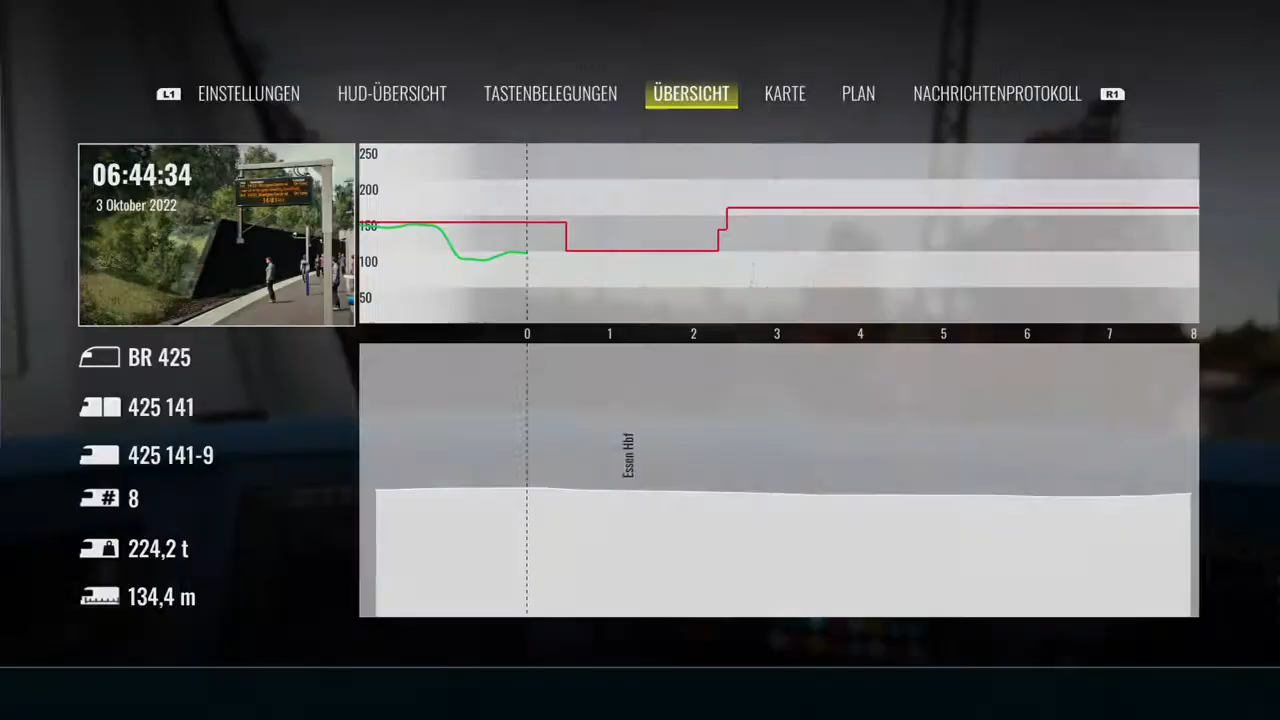 L1 EINSTELLUNGEN HUD-ÜBERSICHT TASTENBELEGUNGEN ÜBERSICHT KARTE PLAN NACHRICHTENPROTOKOLL R1
06:44:34
3 Oktober 2022
250
200
150
100
50
0 1 2 3 4 5 6 7 8
BR 425
425 141
425 141-9
# 8
224,2 t
134,4 m
Essen Hbf